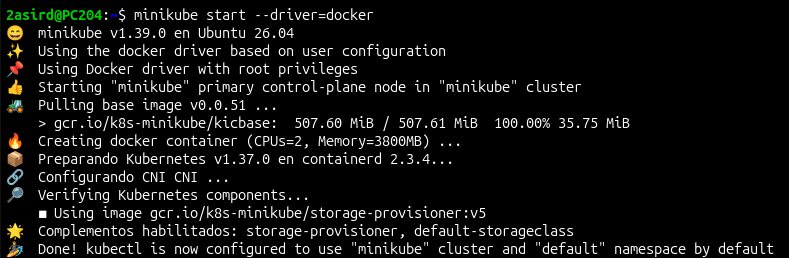 2asird@PC204:~$ minikube start --driver=docker
😄  minikube v1.39.0 en Ubuntu 26.04
✨  Using the docker driver based on user configuration
📌  Using Docker driver with root privileges
👍  Starting "minikube" primary control-plane node in "minikube" cluster
🚜  Pulling base image v0.0.51 ...
    > gcr.io/k8s-minikube/kicbase:  507.60 MiB / 507.61 MiB  100.00% 35.75 MiB
🔥  Creating docker container (CPUs=2, Memory=3800MB) ...
📦  Preparando Kubernetes v1.37.0 en containerd 2.3.4...
🔗  Configurando CNI CNI ...
🔎  Verifying Kubernetes components...
    ▪ Using image gcr.io/k8s-minikube/storage-provisioner:v5
🌟  Complementos habilitados: storage-provisioner, default-storageclass
🏄  Done! kubectl is now configured to use "minikube" cluster and "default" namespace by default